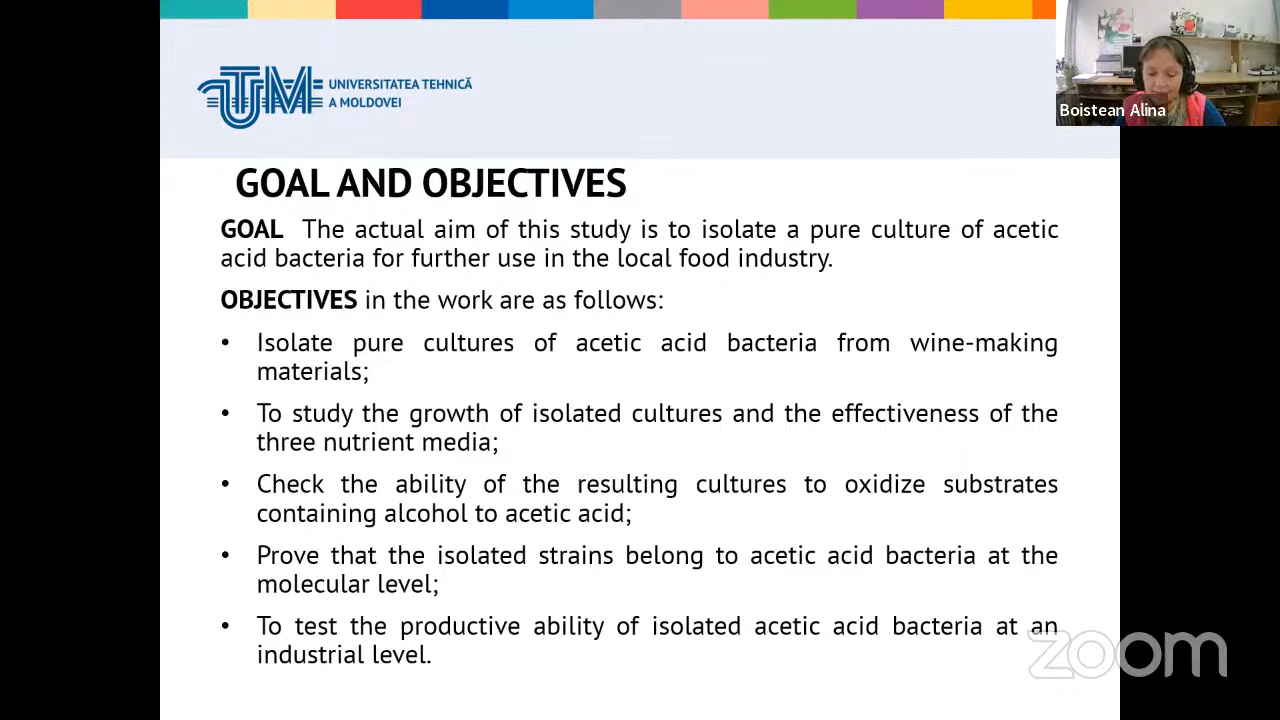 UNIVERSITATEA TEHNICĂ
A MOLDOVEI
Boistean Alina
GOAL AND OBJECTIVES
GOAL The actual aim of this study is to isolate a pure culture of acetic
acid bacteria for further use in the local food industry.
OBJECTIVES in the work are as follows:
• Isolate pure cultures of acetic acid bacteria from wine-making
materials;
• To study the growth of isolated cultures and the effectiveness of the
three nutrient media;
• Check the ability of the resulting cultures to oxidize substrates
containing alcohol to acetic acid;
• Prove that the isolated strains belong to acetic acid bacteria at the
molecular level;
• To test the productive ability of isolated acetic acid bacteria at an
industrial level.
zoom